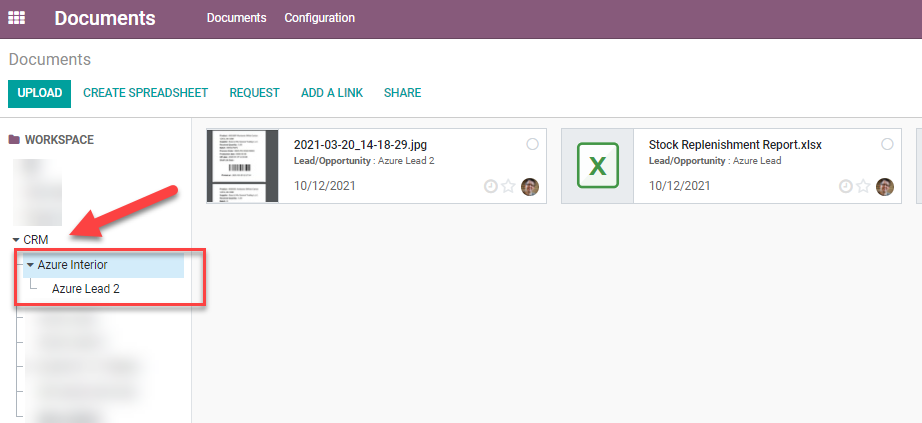 Documents
Documents
Configuration
Documents
UPLOAD
CREATE SPREADSHEET
REQUEST
ADD A LINK
SHARE
WORKSPACE
CRM
Azure Interior
Azure Lead 2
2021-03-20_14-18-29.jpg
Lead/Opportunity : Azure Lead 2
10/12/2021
X
Stock Replenishment Report.xlsx
Lead/Opportunity : Azure Lead
10/12/2021